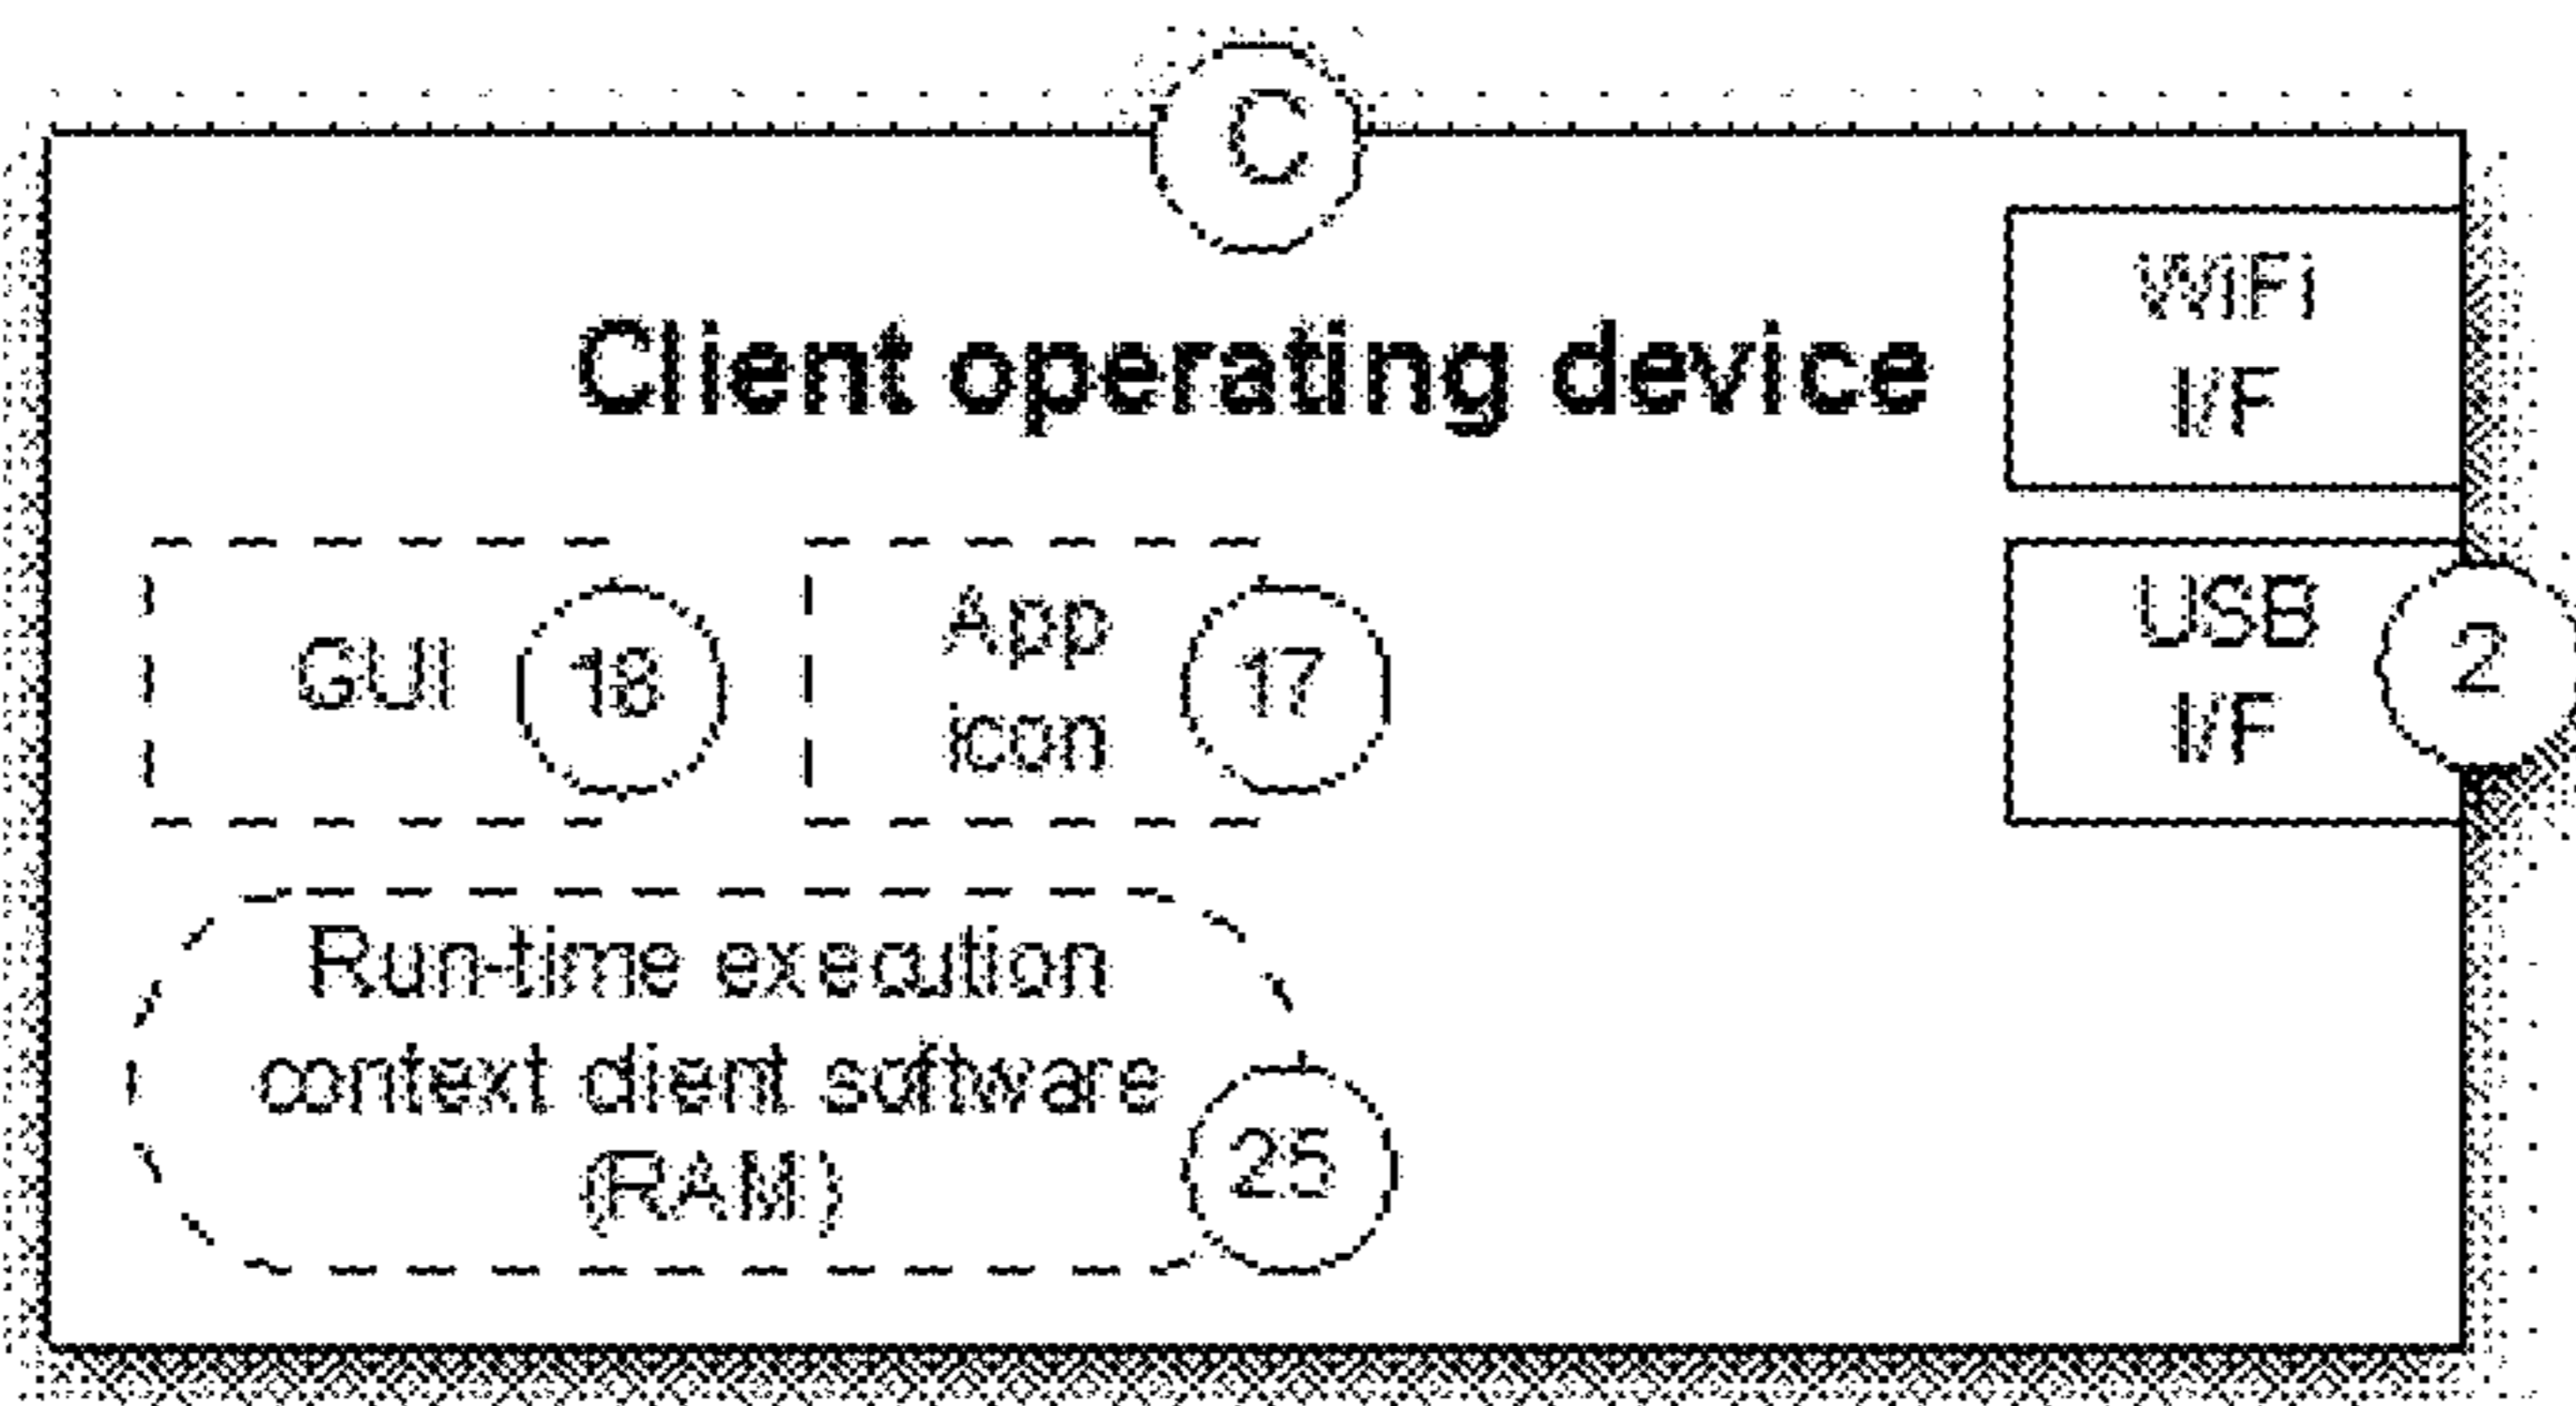 C
Client operating device
WiFi
I/F
GUI
18
App
icon
17
USB
I/F
2
Run-time execution
context client software
(RAM)
25